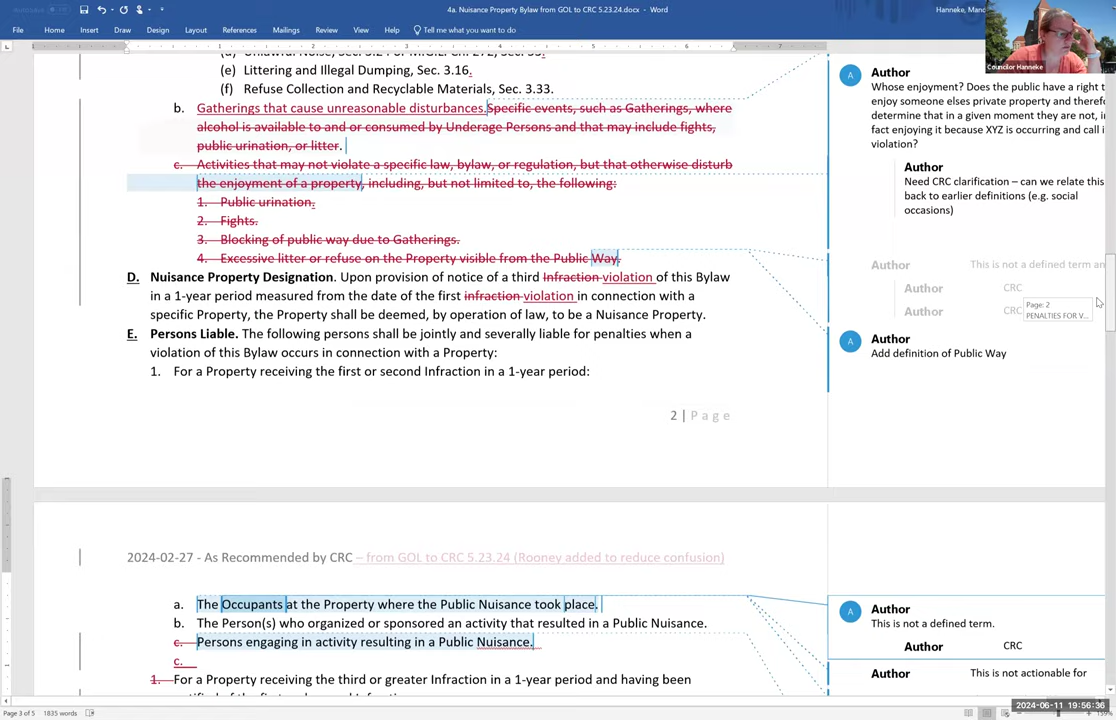 4a. Nuisance Property Bylaw from GOL to CRC 5.23.24.docx - Word
Hanneke, Man
File Home Insert Draw Design Layout References Mailings Review View Help Tell me what you want to do
Councilor Hanneke
(e) Littering and Illegal Dumping, Sec. 3.16.
(f) Refuse Collection and Recyclable Materials, Sec. 3.33.
b. Gatherings that cause unreasonable disturbances.Specific events, such as Gatherings, where
alcohol is available to and or consumed by Underage Persons and that may include fights,
public urination, or litter.
c. Activities that may not violate a specific law, bylaw, or regulation, but that otherwise disturb
the enjoyment of a property, including, but not limited to, the following:
1. Public urination.
2. Fights.
3. Blocking of public way due to Gatherings.
4. Excessive litter or refuse on the Property visible from the Public Way.
D. Nuisance Property Designation. Upon provision of notice of a third Infraction violation of this Bylaw
in a 1-year period measured from the date of the first infraction violation in connection with a
specific Property, the Property shall be deemed, by operation of law, to be a Nuisance Property.
E. Persons Liable. The following persons shall be jointly and severally liable for penalties when a
violation of this Bylaw occurs in connection with a Property:
1. For a Property receiving the first or second Infraction in a 1-year period:
2 | Page
2024-02-27 - As Recommended by CRC – from GOL to CRC 5.23.24 (Rooney added to reduce confusion)
a. The Occupants at the Property where the Public Nuisance took place.
b. The Person(s) who organized or sponsored an activity that resulted in a Public Nuisance.
c. Persons engaging in activity resulting in a Public Nuisance.
c.
1. For a Property receiving the third or greater Infraction in a 1-year period and having been
A Author
Whose enjoyment? Does the public have a right t
enjoy someone elses private property and therefo
determine that in a given moment they are not, i
fact enjoying it because XYZ is occurring and call i
violation?
Author
Need CRC clarification – can we relate this
back to earlier definitions (e.g. social
occasions)
Author This is not a defined term an
Author CRC
Author CRC
Page: 2
PENALTIES FOR V...
A Author
Add definition of Public Way
A Author
This is not a defined term.
Author CRC
Author This is not actionable for
Page 3 of 5 1835 words
2024-06-11 19:56:36